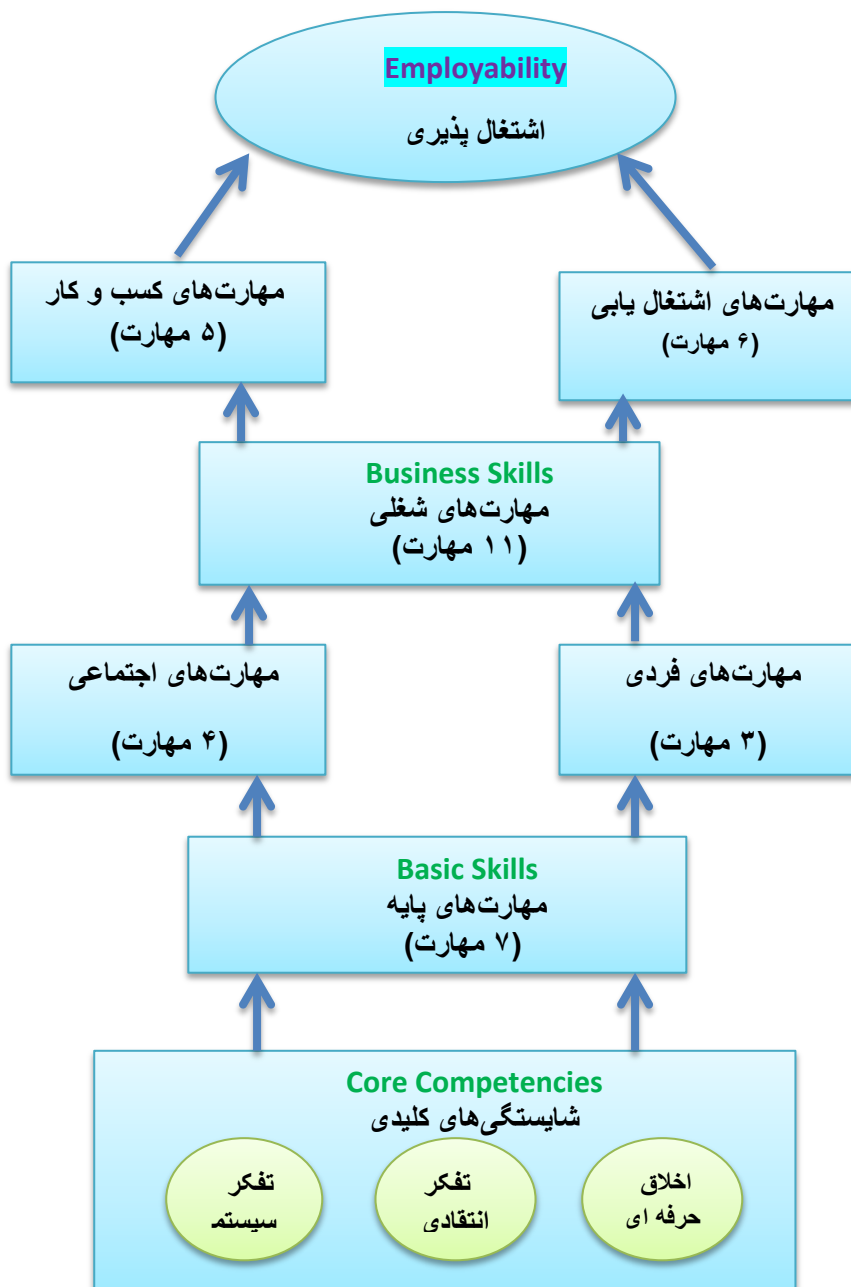 Employability
اشتغال پذیری
مهارت‌های اشتغال یابی
(۶ مهارت)
مهارت‌های کسب و کار
(۵ مهارت)
Business Skills
مهارت‌های شغلی
(۱۱ مهارت)
مهارت‌های فردی
(۳ مهارت)
مهارت‌های اجتماعی
(۴ مهارت)
Basic Skills
مهارت‌های پایه
(۷ مهارت)
Core Competencies
شایستگی‌های کلیدی
اخلاق
حرفه ای
تفکر
انتقادی
تفکر
سیستمـ